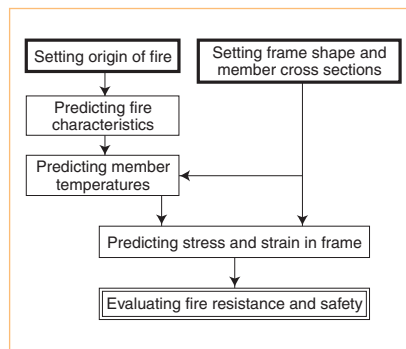 Setting origin of fire
Setting frame shape and
member cross sections
Predicting fire
characteristics
Predicting member
temperatures
Predicting stress and strain in frame
Evaluating fire resistance and safety